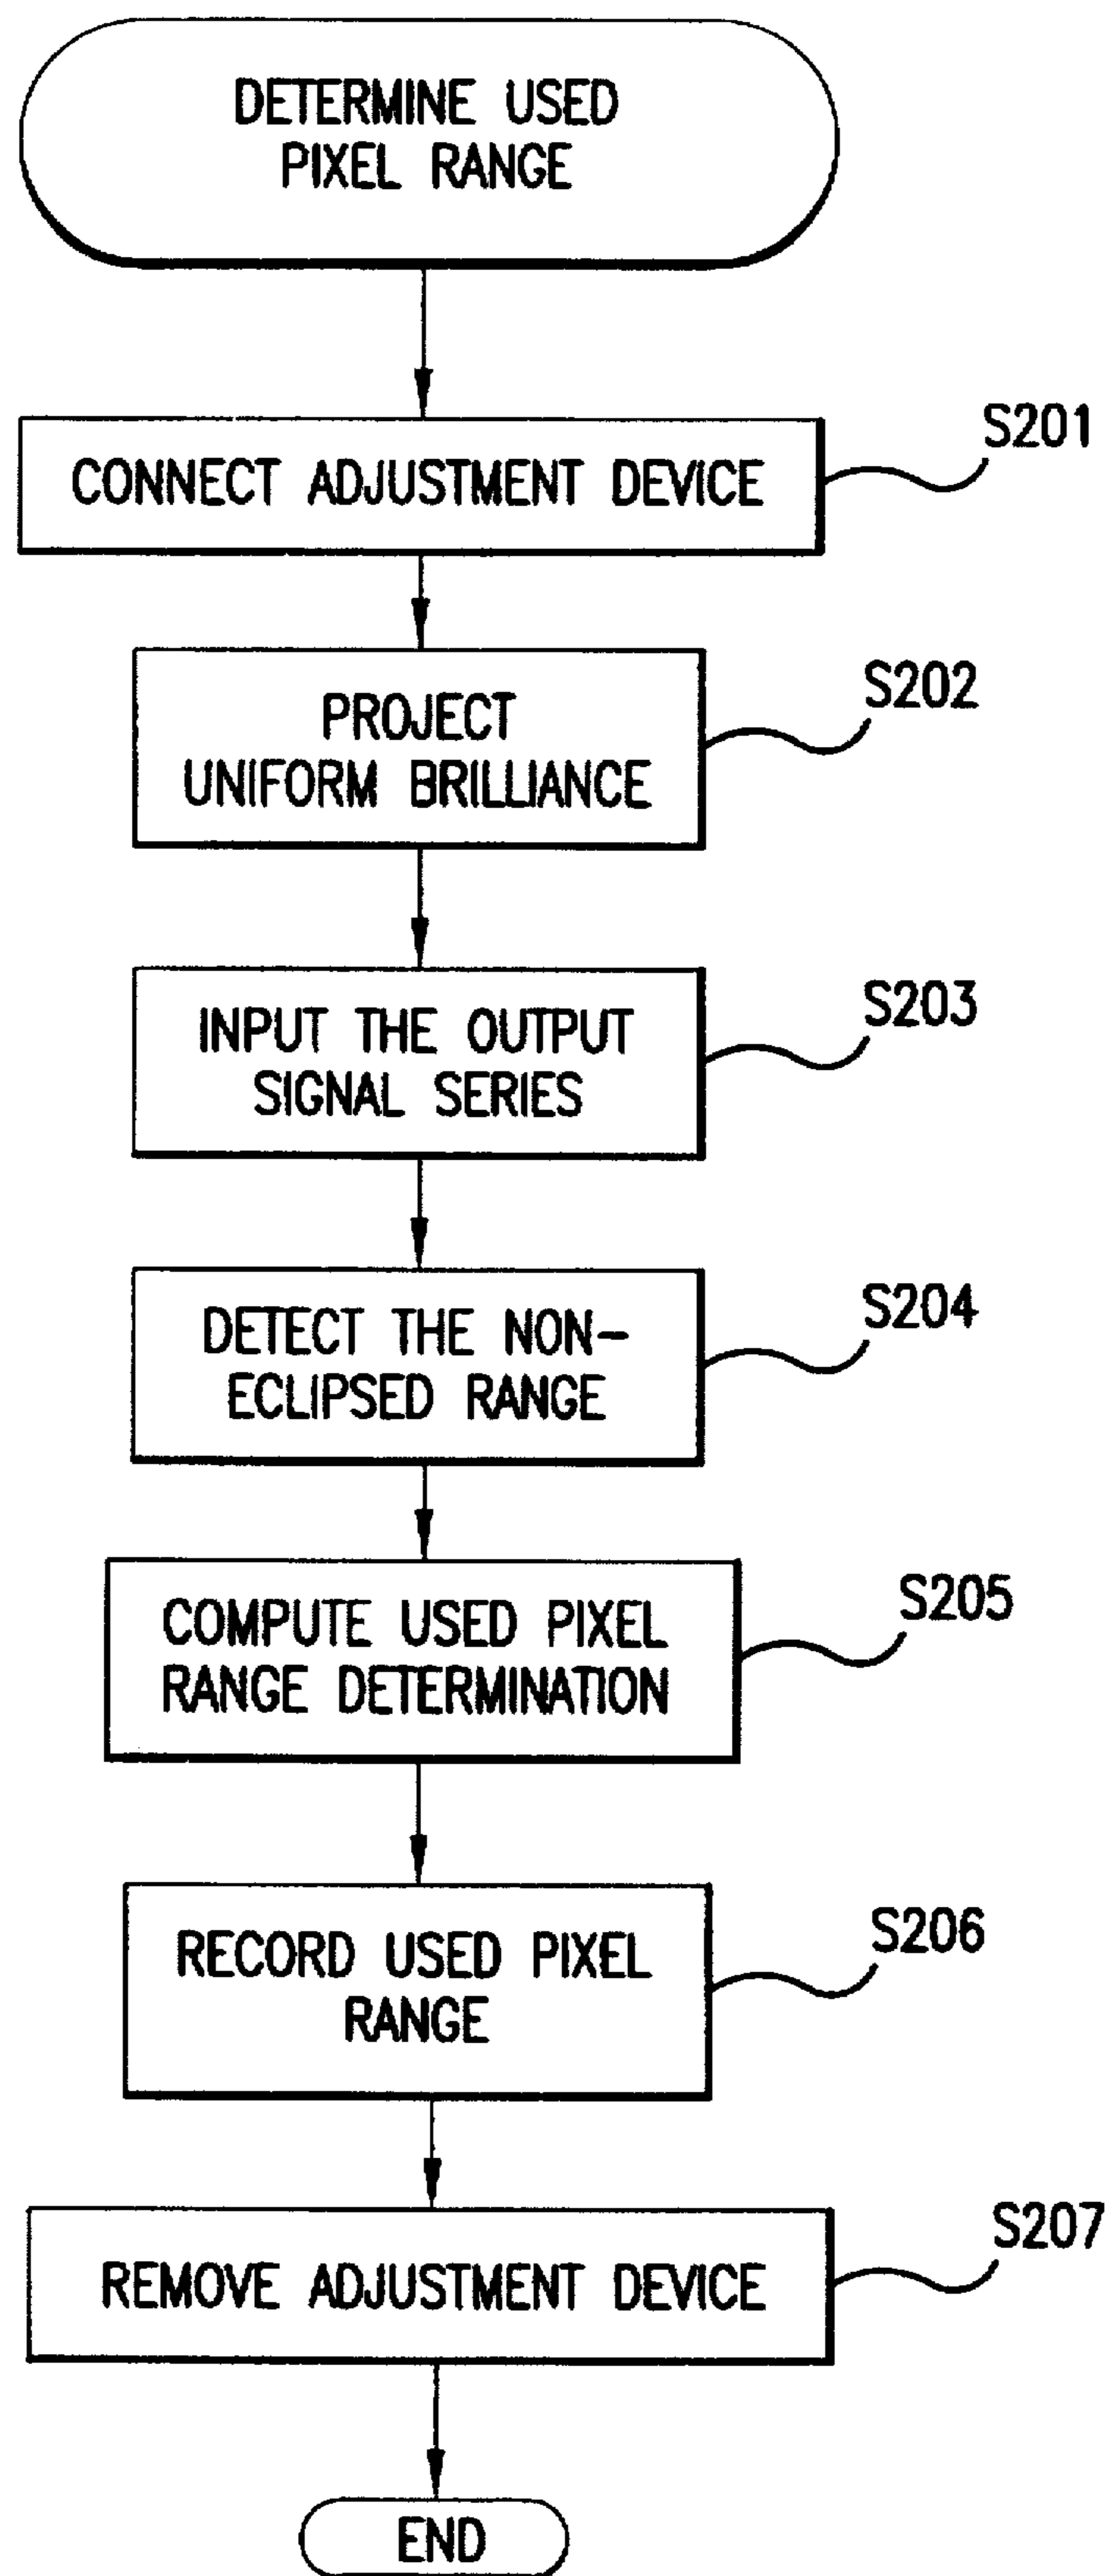 DETERMINE USED
PIXEL RANGE
CONNECT ADJUSTMENT DEVICE
S201
PROJECT
UNIFORM BRILLIANCE
S202
INPUT THE OUTPUT
SIGNAL SERIES
S203
DETECT THE NON-
ECLIPSED RANGE
S204
COMPUTE USED PIXEL
RANGE DETERMINATION
S205
RECORD USED PIXEL
RANGE
S206
REMOVE ADJUSTMENT DEVICE
S207
END